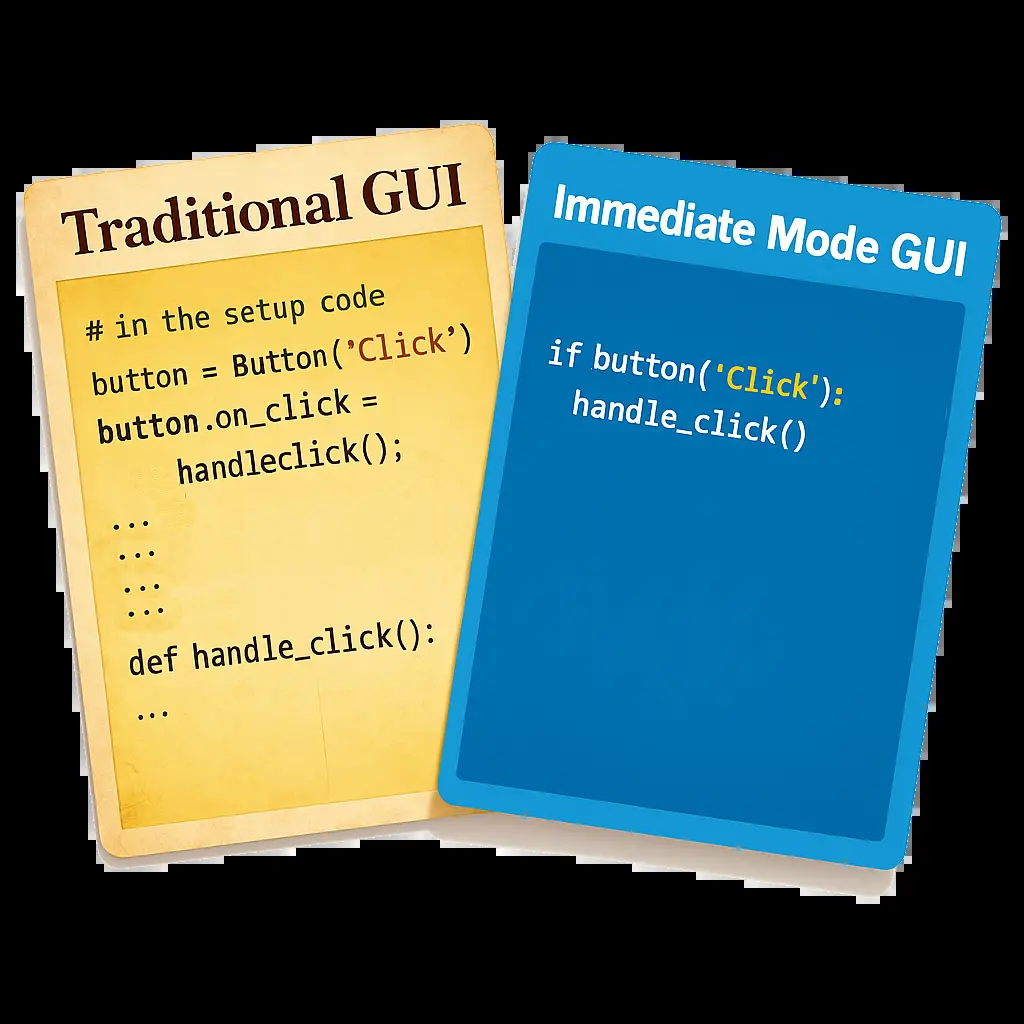 Traditional GUI
# in the setup code
button = Button('Click’)
button.on_click =
handleclick();
...
...
...
...
def handle_click():
...
Immediate Mode GUI
if button(‘Click'):
handle_click()